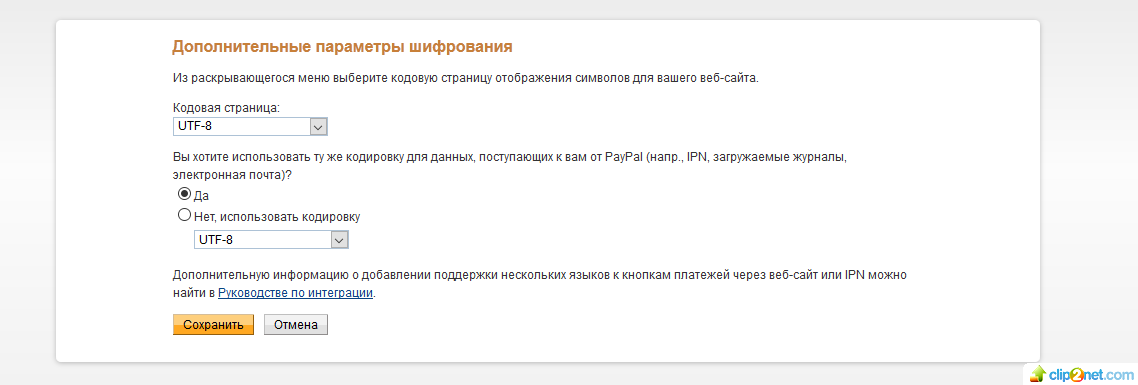 Дополнительные параметры шифрования
Из раскрывающегося меню выберите кодовую страницу отображения символов для вашего веб-сайта.
Кодовая страница:
UTF-8
Вы хотите использовать ту же кодировку для данных, поступающих к вам от PayPal (напр., IPN, загружаемые журналы,
электронная почта)?
Да
Нет, использовать кодировку
UTF-8
Дополнительную информацию о добавлении поддержки нескольких языков к кнопкам платежей через веб-сайт или IPN можно
найти в Руководстве по интеграции.
Сохранить Отмена
clip2net.com